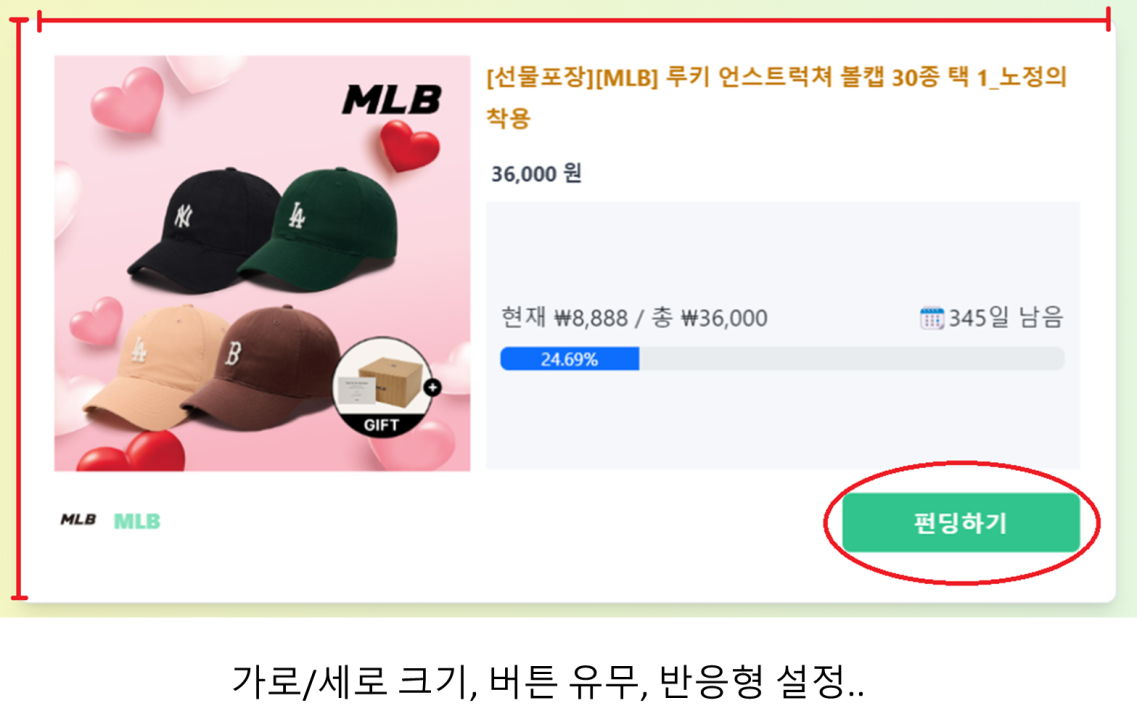 MLB
GIFT
[선물포장][MLB] 루키 언스트럭쳐 볼캡 30종 택 1_노정의
착용
36,000 원
현재 ₩8,888 / 총 ₩36,000
345일 남음
24.69%
MLB MLB
펀딩하기
가로/세로 크기, 버튼 유무, 반응형 설정..